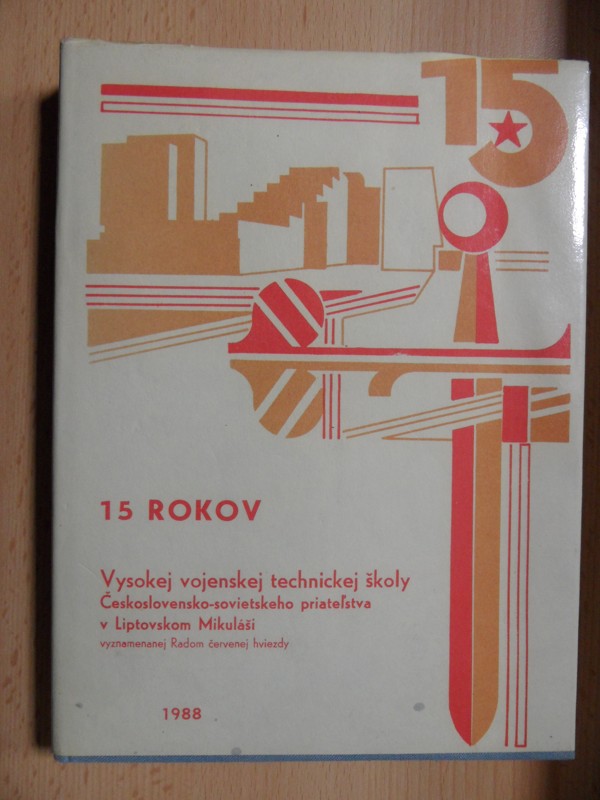 15
15 ROKOV
Vysokej vojenskej technickej školy
Československo-sovietskeho priateľstva
v Liptovskom Mikuláši
vyznamenanej Radom červenej hviezdy
1988